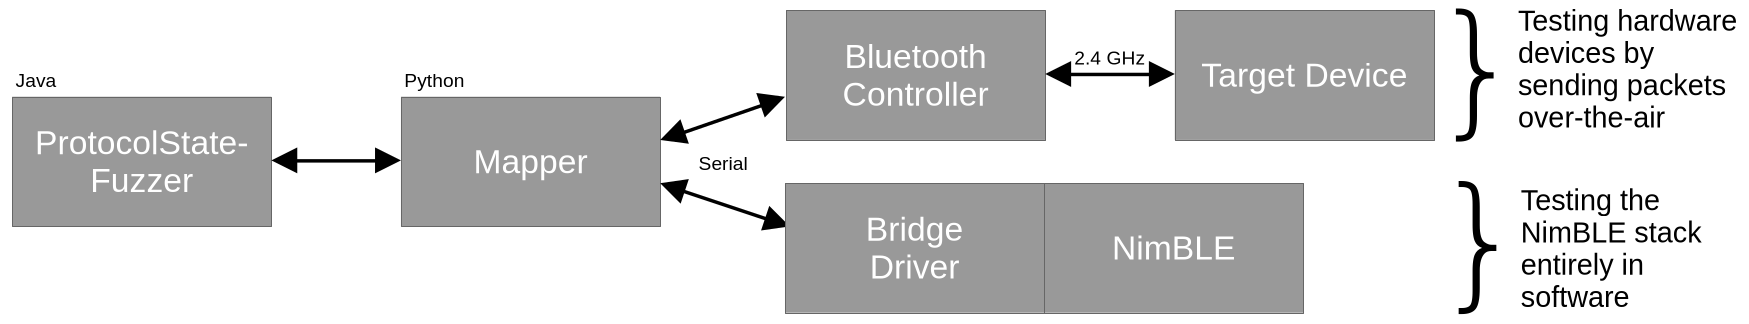 Java
ProtocolState-
Fuzzer
Python
Mapper
Serial
Bluetooth
Controller
2.4 GHz
Target Device
Testing hardware
devices by
sending packets
over-the-air
Bridge
Driver
NimBLE
Testing the
NimBLE stack
entirely in
software